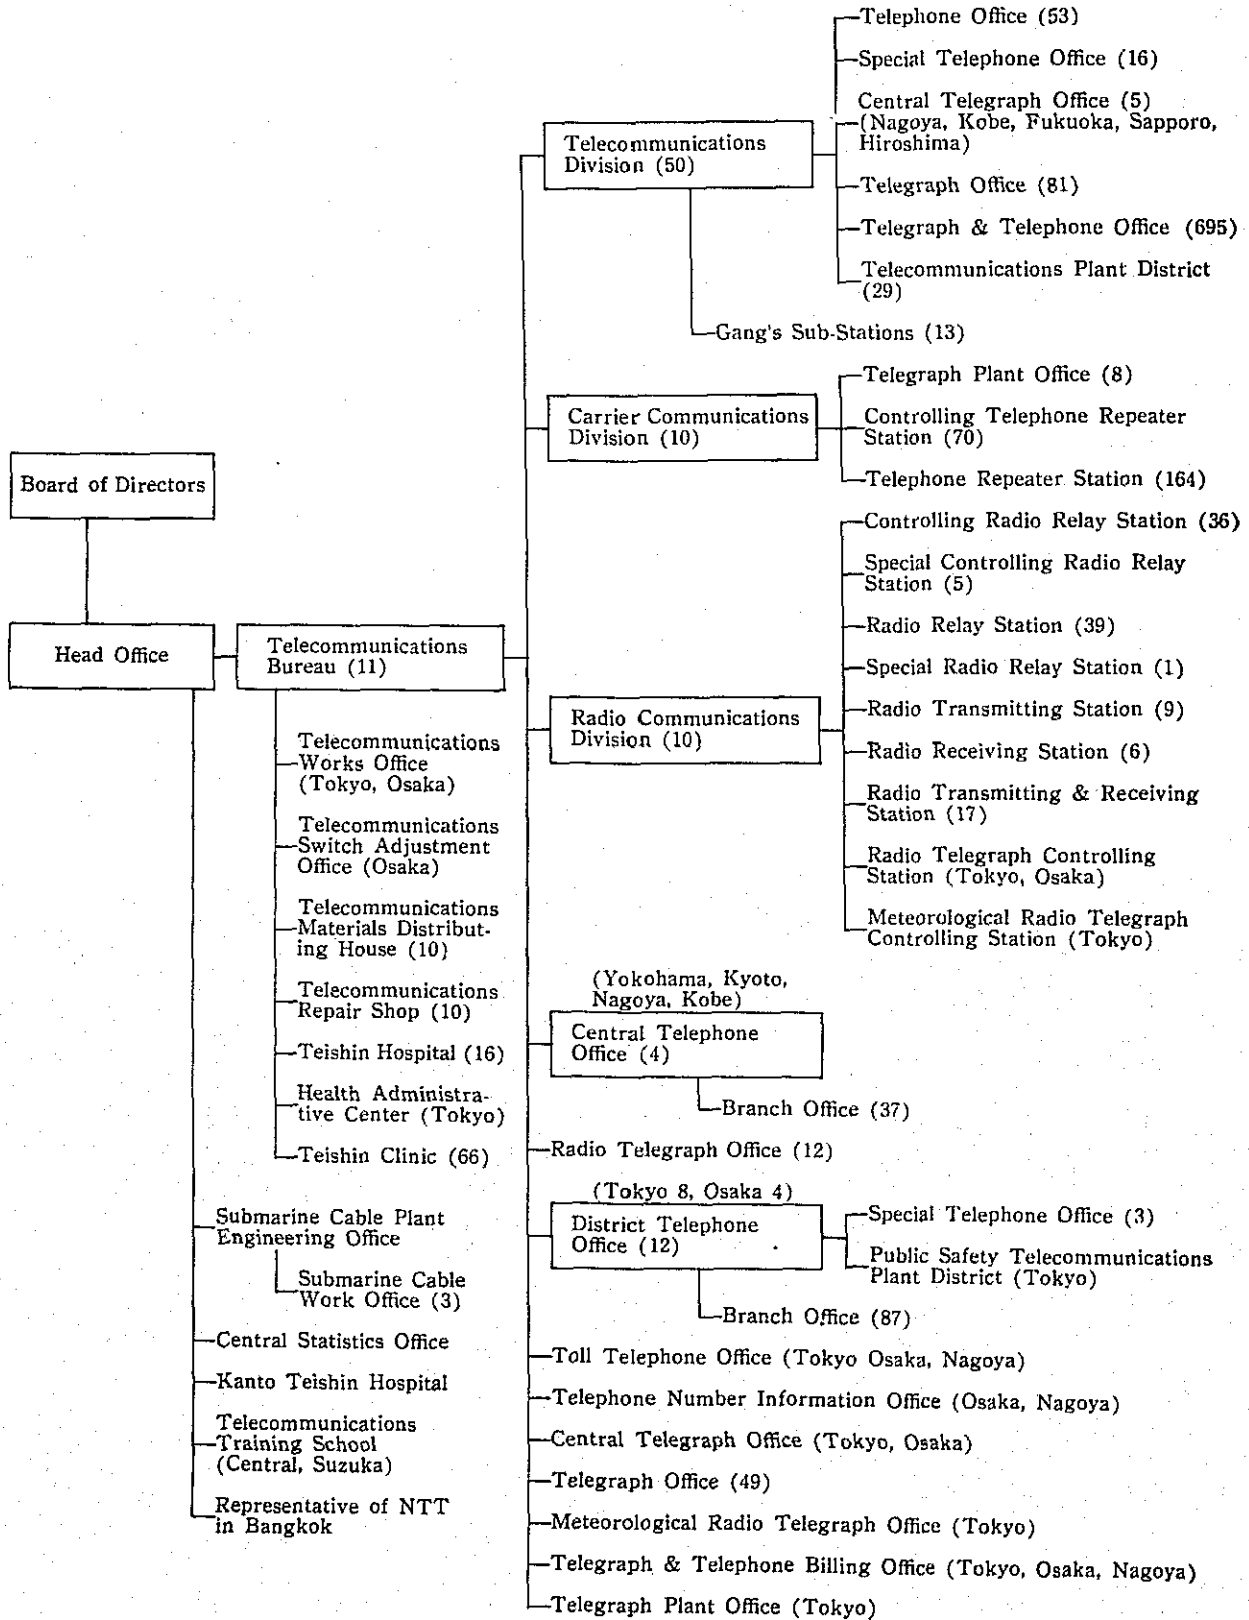 Board of Directors
Head Office
Telecommunications
Bureau (11)
Telecommunications
Works Office
(Tokyo, Osaka)
Telecommunications
Switch Adjustment
Office (Osaka)
Telecommunications
Materials Distribut-
ing House (10)
Telecommunications
Repair Shop (10)
Teishin Hospital (16)
Health Administra-
tive Center (Tokyo)
Teishin Clinic (66)
Submarine Cable Plant
Engineering Office
Submarine Cable
Work Office (3)
Central Statistics Office
Kanto Teishin Hospital
Telecommunications
Training School
(Central, Suzuka)
Representative of NTT
in Bangkok
Telecommunications
Division (50)
Telephone Office (53)
Special Telephone Office (16)
Central Telegraph Office (5)
(Nagoya, Kobe, Fukuoka, Sapporo,
Hiroshima)
Telegraph Office (81)
Telegraph & Telephone Office (695)
Telecommunications Plant District
(29)
Gang's Sub-Stations (13)
Carrier Communications
Division (10)
Telegraph Plant Office (8)
Controlling Telephone Repeater
Station (70)
Telephone Repeater Station (164)
Radio Communications
Division (10)
Controlling Radio Relay Station (36)
Special Controlling Radio Relay
Station (5)
Radio Relay Station (39)
Special Radio Relay Station (1)
Radio Transmitting Station (9)
Radio Receiving Station (6)
Radio Transmitting & Receiving
Station (17)
Radio Telegraph Controlling
Station (Tokyo, Osaka)
Meteorological Radio Telegraph
Controlling Station (Tokyo)
(Yokohama, Kyoto,
Nagoya, Kobe)
Central Telephone
Office (4)
Branch Office (37)
Radio Telegraph Office (12)
(Tokyo 8, Osaka 4)
District Telephone
Office (12)
Special Telephone Office (3)
Public Safety Telecommunications
Plant District (Tokyo)
Branch Office (87)
Toll Telephone Office (Tokyo Osaka, Nagoya)
Telephone Number Information Office (Osaka, Nagoya)
Central Telegraph Office (Tokyo, Osaka)
Telegraph Office (49)
Meteorological Radio Telegraph Office (Tokyo)
Telegraph & Telephone Billing Office (Tokyo, Osaka, Nagoya)
Telegraph Plant Office (Tokyo)